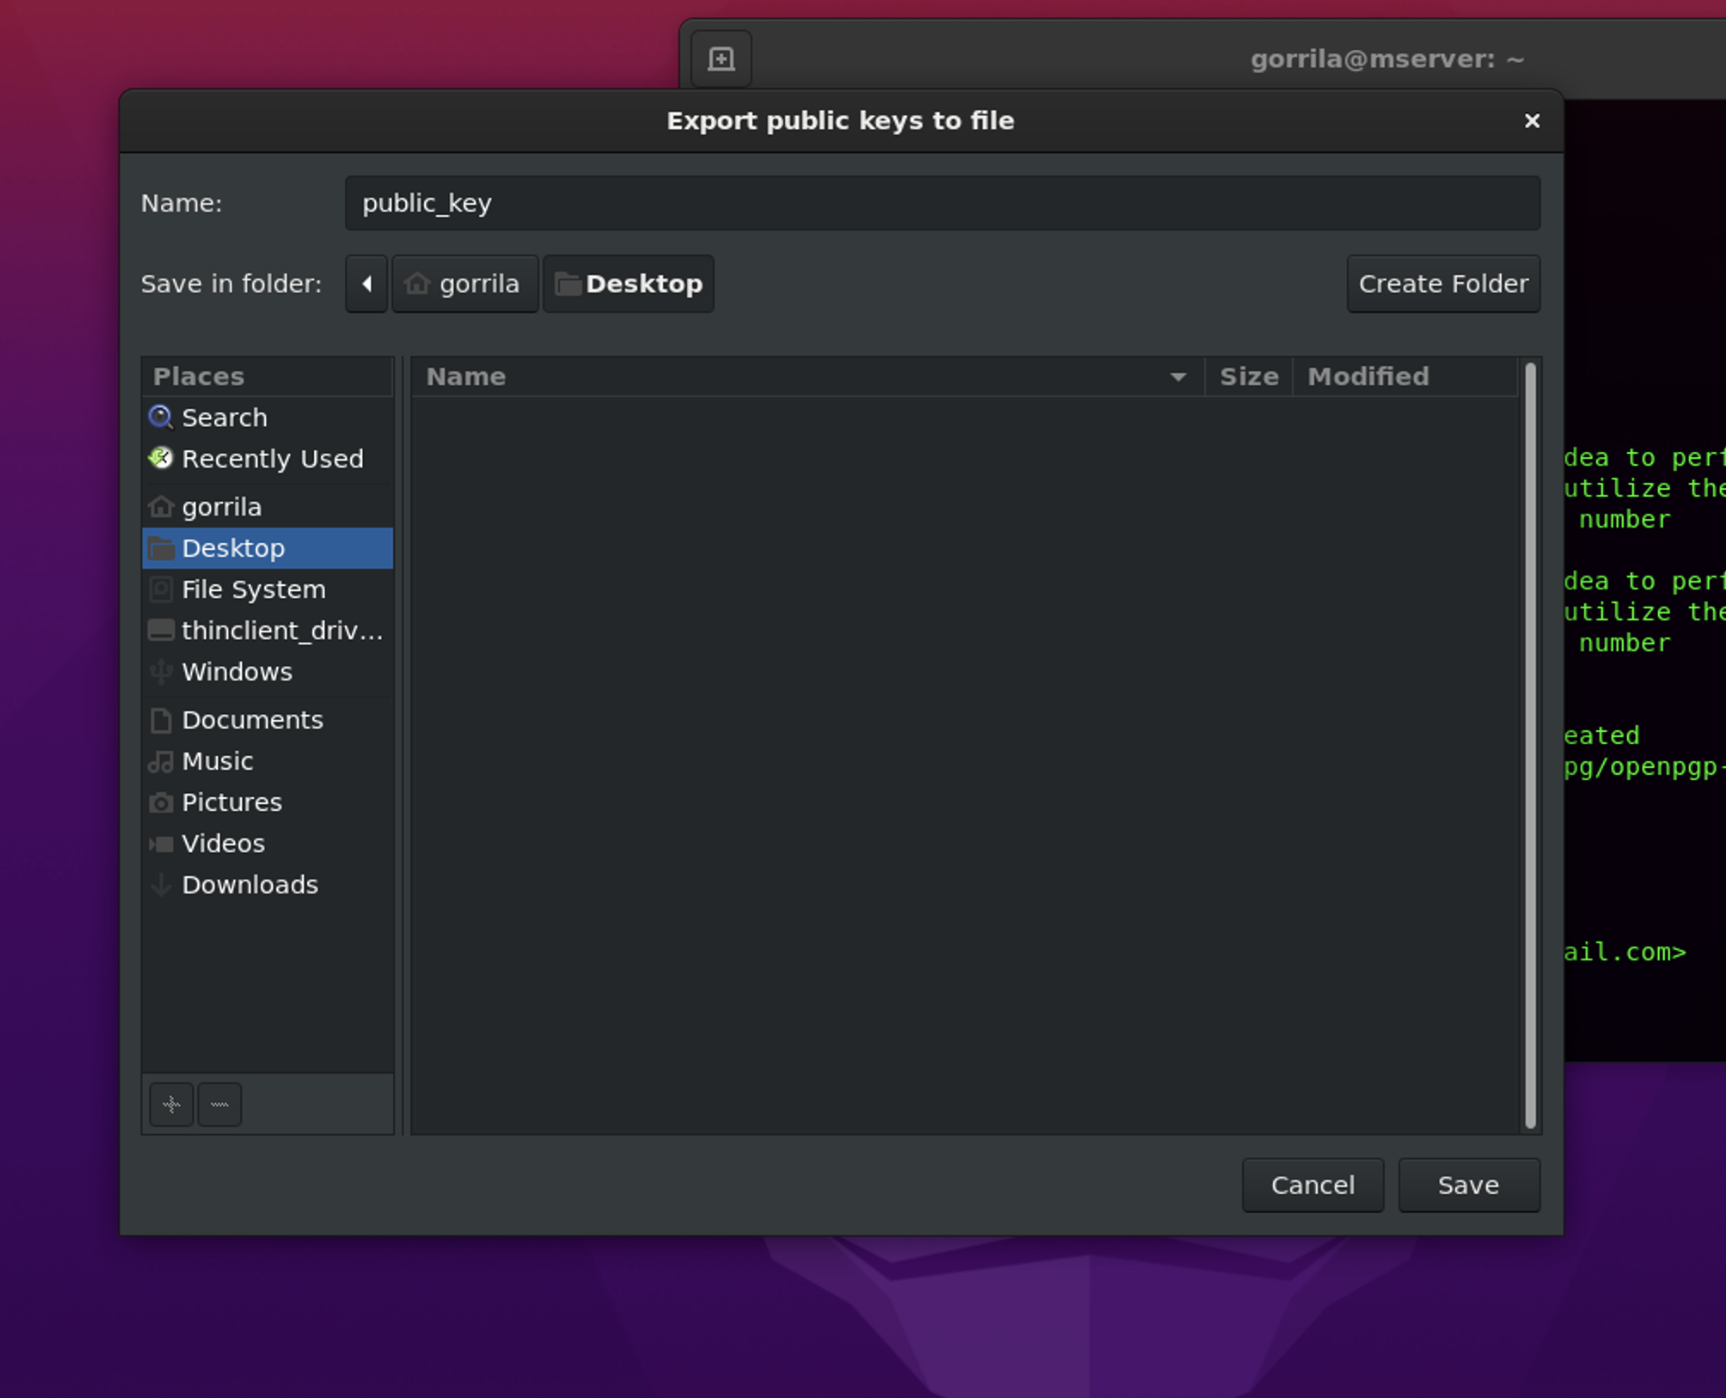 gorrila@mserver: ~
Export public keys to file
Name: public_key
Save in folder: gorrila Desktop Create Folder
Places Name Size Modified
Search
Recently Used
gorrila
Desktop
File System
thinclient_driv...
Windows
Documents
Music
Pictures
Videos
Downloads
dea to perf
utilize the
number
dea to perf
utilize the
number
eated
pg/openpgp-
ail.com>
Cancel Save